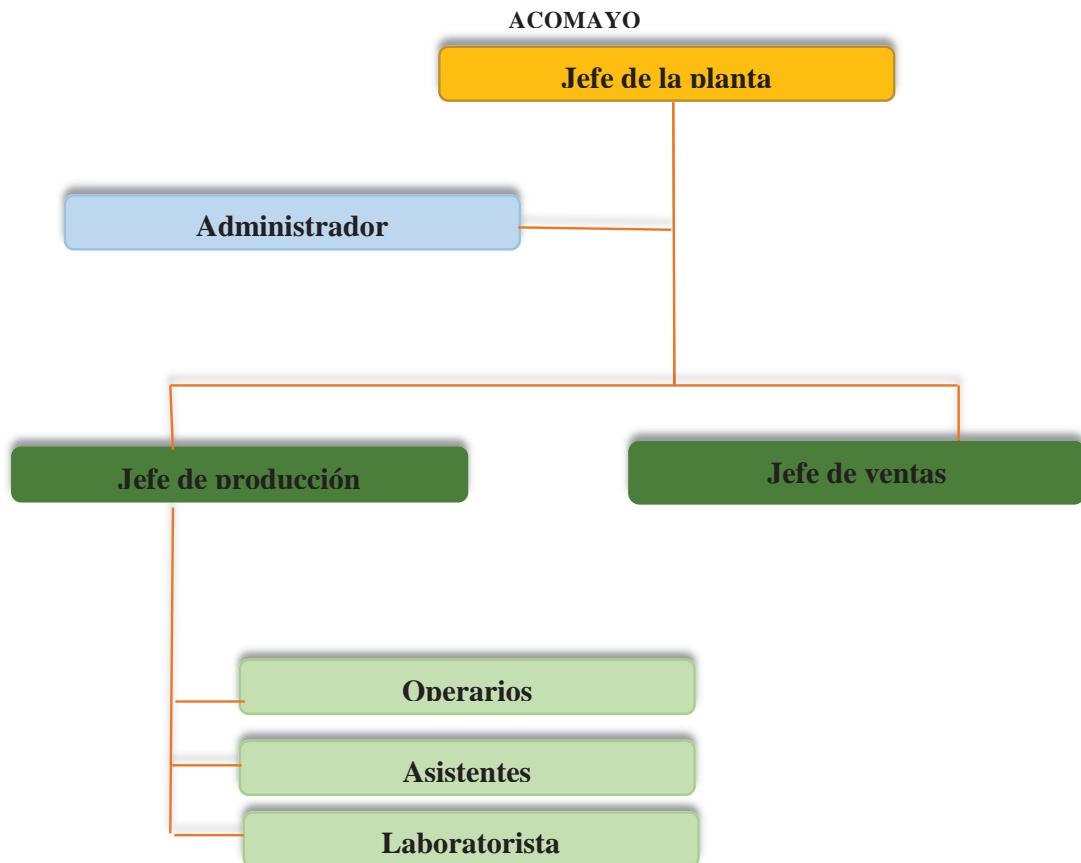 ACOMAYO
Jefe de la planta
Administrador
Jefe de producción
Jefe de ventas
Operarios
Asistentes
Laboratorista